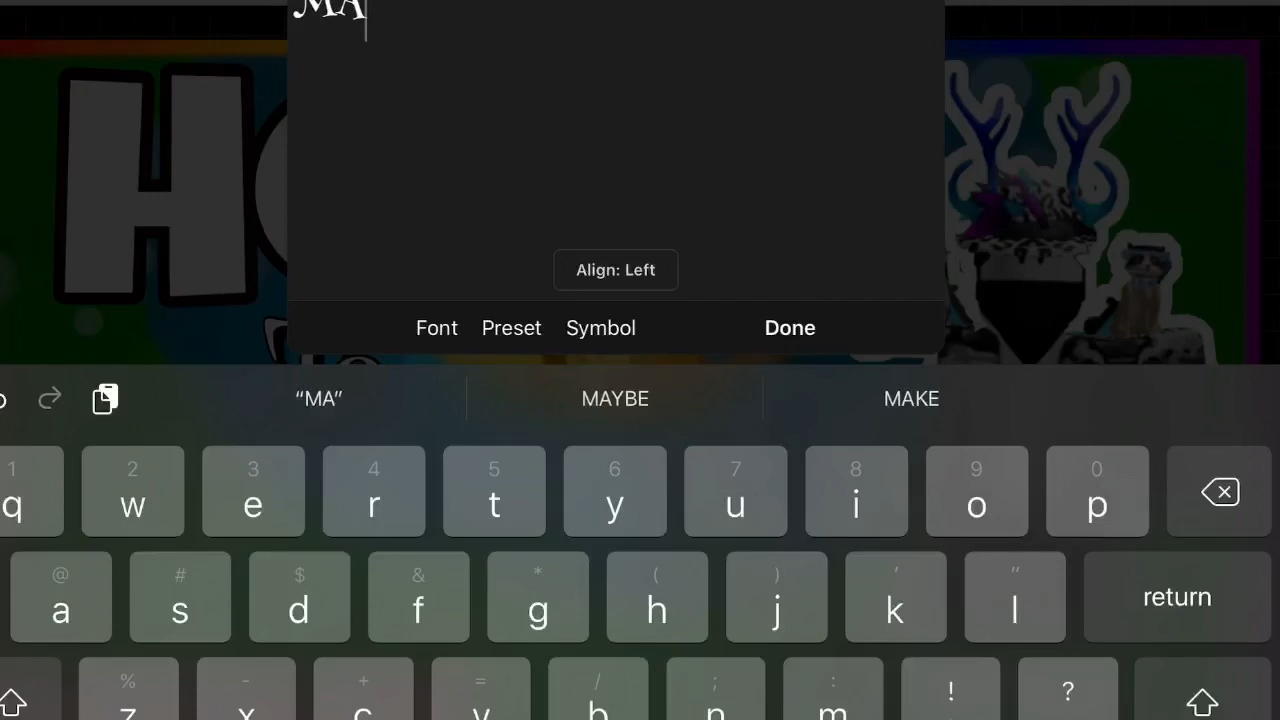 MA
H
Align: Left
Font Preset Symbol Done
“MA” MAYBE MAKE
1 2 3 4 5 6 7 8 9 0
q w e r t y u i o p
@ # $ & * ( ) ' "
a s d f g h j k l return
% - + = / ; : ! ?
z x c v b n m